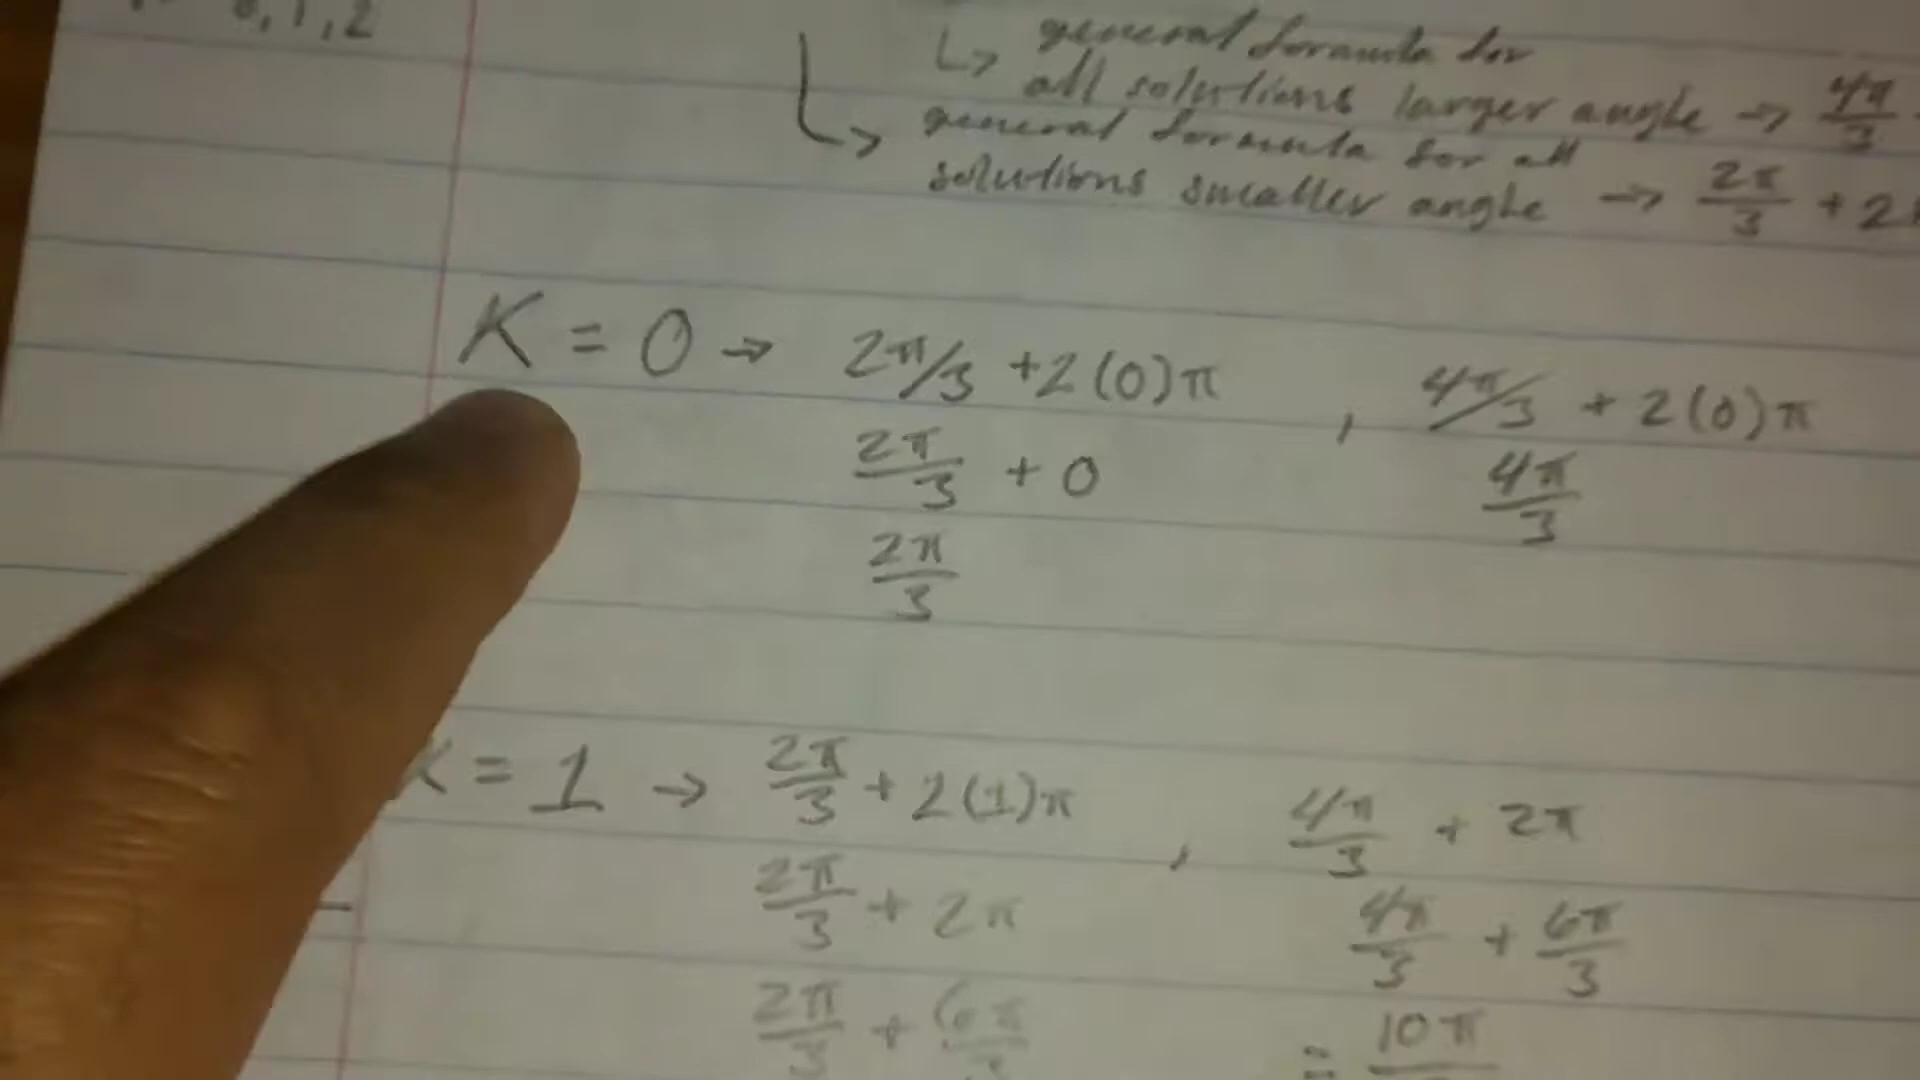 0, 1, 2
↳ general formula for
all solutions larger angle → 4π/3
↳ general formula for all
solutions smaller angle → 2π/3 + 2
K = 0 → 2π/3 + 2(0)π , 4π/3 + 2(0)π
2π/3 + 0 4π/3
2π/3
K = 1 → 2π/3 + 2(1)π , 4π/3 + 2π
2π/3 + 2π 4π/3 + 6π/3
2π/3 + 6π/3 = 10π